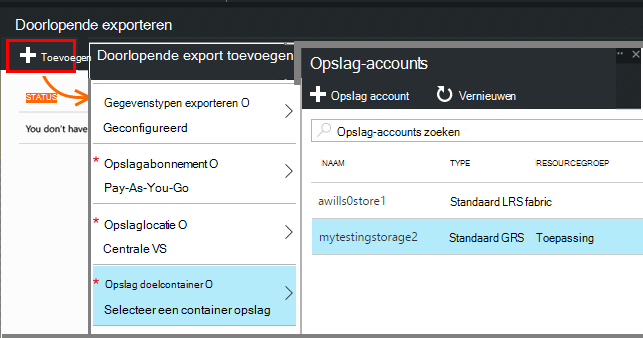 Doorlopende exporteren
Toevoegen
STATUS
You don't have
Doorlopende export toevoegen
Gegevenstypen exporteren O
Geconfigureerd
* Opslagabonnement O
Pay-As-You-Go
* Opslaglocatie O
Centrale VS
* Opslag doelcontainer O
Selecteer een container opslag
Opslag-accounts
Opslag account Vernieuwen
Opslag-accounts zoeken
NAAM TYPE RESOURCEGROEP
awills0store1 Standaard LRS fabric
mytestingstorage2 Standaard GRS Toepassing